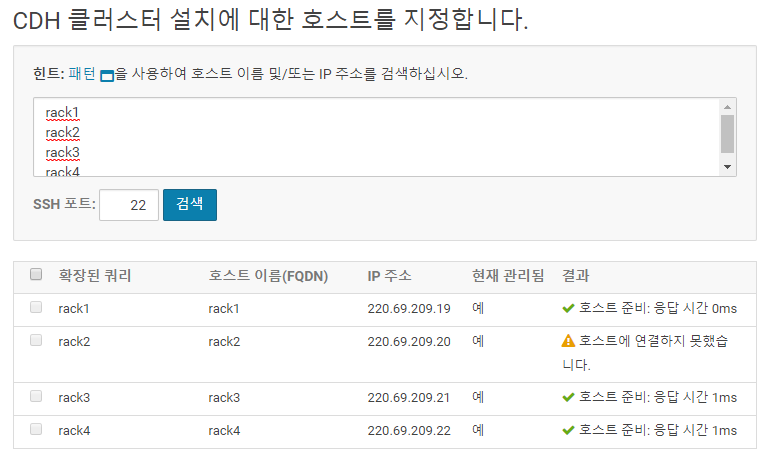 CDH 클러스터 설치에 대한 호스트를 지정합니다.
힌트: 패턴 을 사용하여 호스트 이름 및/또는 IP 주소를 검색하십시오.
rack1
rack2
rack3
rack4
SSH 포트: 22 검색
확장된 쿼리 호스트 이름(FQDN) IP 주소 현재 관리됨 결과
rack1 rack1 220.69.209.19 예 호스트 준비: 응답 시간 0ms
rack2 rack2 220.69.209.20 예 호스트에 연결하지 못했습
니다.
rack3 rack3 220.69.209.21 예 호스트 준비: 응답 시간 1ms
rack4 rack4 220.69.209.22 예 호스트 준비: 응답 시간 1ms